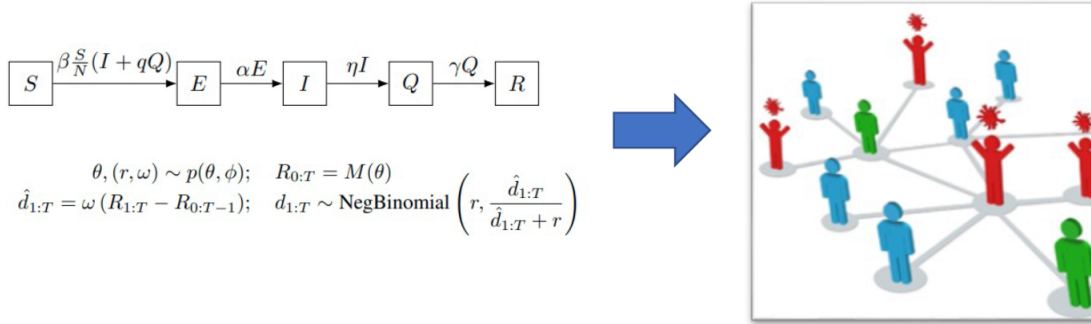 β S/N (I + qQ) αE ηI γQ
S E I Q R
θ, (r, ω) ∼ p(θ, ϕ); R_{0:T} = M(θ)
d̂_{1:T} = ω (R_{1:T} − R_{0:T−1}); d_{1:T} ∼ NegBinomial ( r, d̂_{1:T} / (d̂_{1:T} + r) )